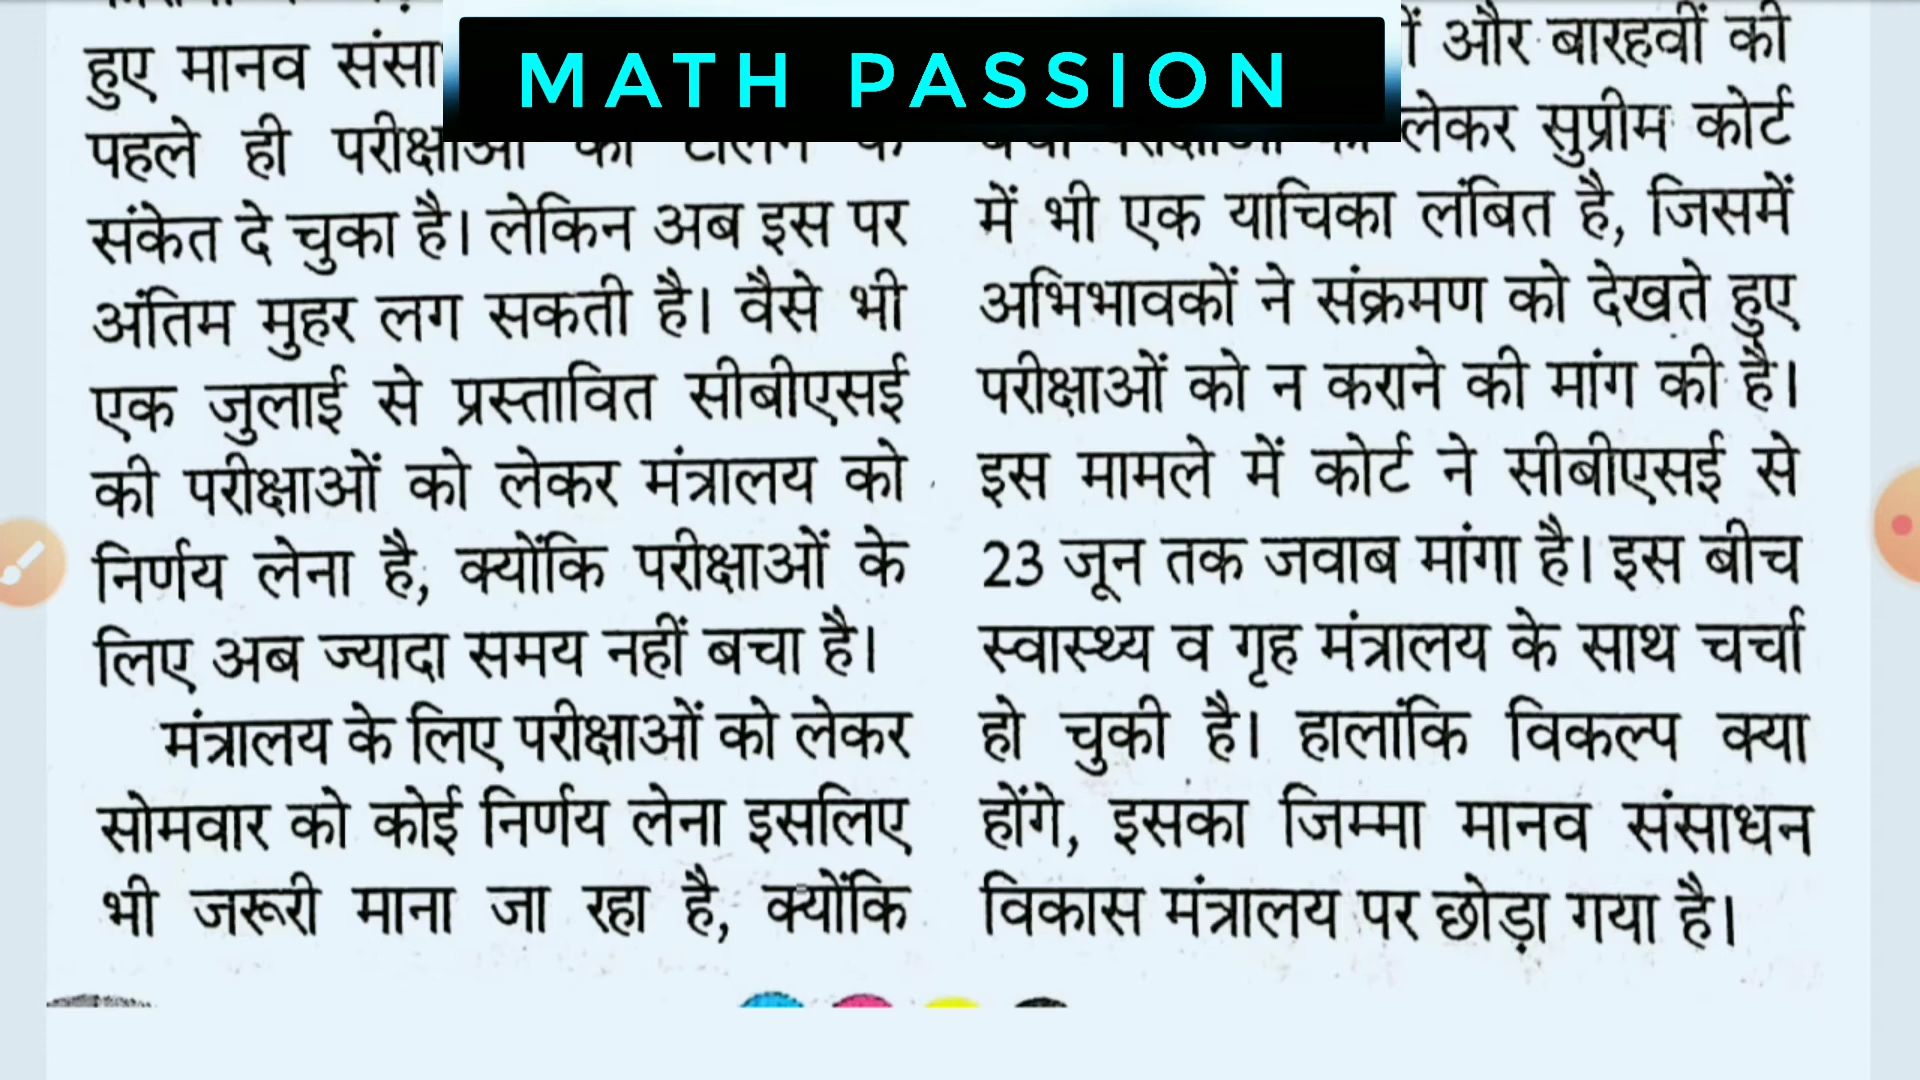 MATH PASSION
हुए मानव
पहले ही
संकेत दे चुका है। लेकिन अब इस पर
अंतिम मुहर लग सकती है। वैसे भी
एक जुलाई से प्रस्तावित सीबीएसई
की परीक्षाओं को लेकर मंत्रालय को
निर्णय लेना है, क्योंकि परीक्षाओं के
लिए अब ज्यादा समय नहीं बचा है।
मंत्रालय के लिए परीक्षाओं को लेकर
सोमवार को कोई निर्णय लेना इसलिए
भी जरूरी माना जा रहा है, क्योंकि
और बारहवीं की
लेकर सुप्रीम कोर्ट
में भी एक याचिका लंबित है, जिसमें
अभिभावकों ने संक्रमण को देखते हुए
परीक्षाओं को न कराने की मांग की है।
इस मामले में कोर्ट ने सीबीएसई से
23 जून तक जवाब मांगा है। इस बीच
स्वास्थ्य व गृह मंत्रालय के साथ चर्चा
हो चुकी है। हालांकि विकल्प क्या
होंगे, इसका जिम्मा मानव संसाधन
विकास मंत्रालय पर छोड़ा गया है।